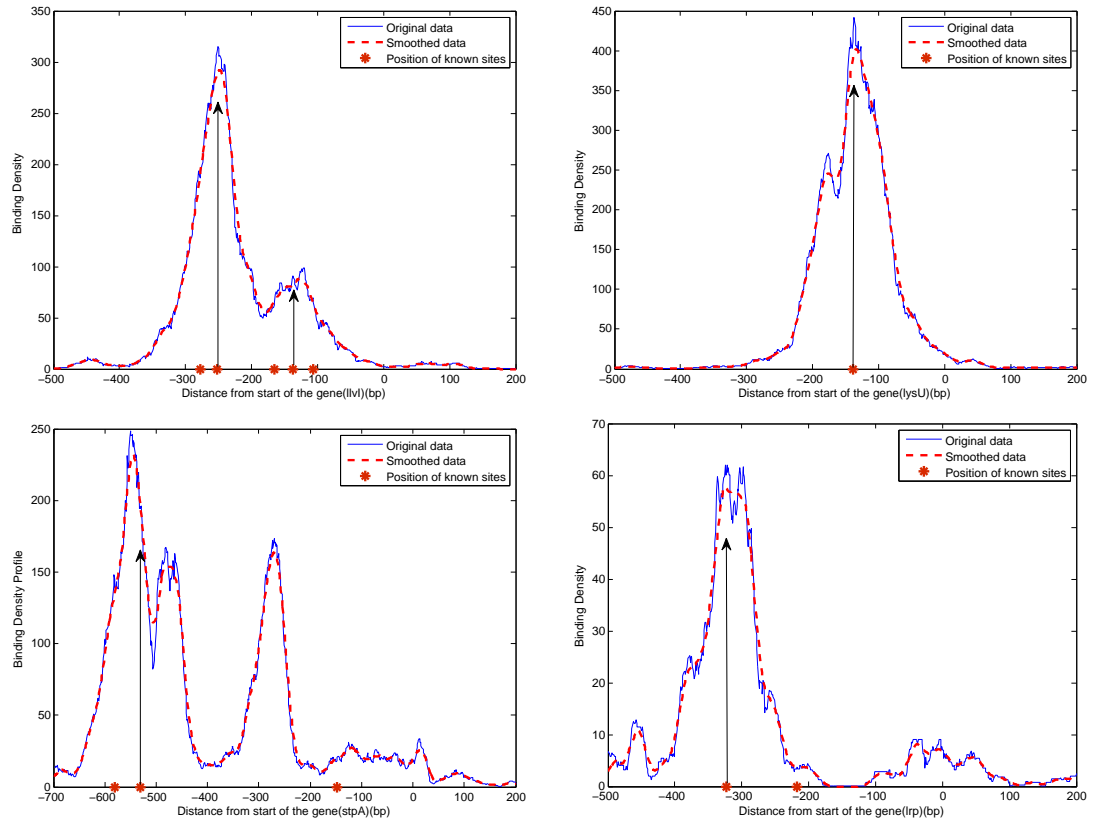 350
300
250
200
150
100
50
0
Binding Density
Original data
Smoothed data
Position of known sites
−500 −400 −300 −200 −100 0 100 200
Distance from start of the gene(IlvI)(bp)
450
400
350
300
250
200
150
100
50
0
Binding Density
Original data
Smoothed data
Position of known sites
−500 −400 −300 −200 −100 0 100 200
Distance from start of the gene(lysU)(bp)
250
200
150
100
50
0
Binding Density Profile
Original data
Smoothed data
Position of known sites
−700 −600 −500 −400 −300 −200 −100 0 100 200
Distance from start of the gene(stpA)(bp)
70
60
50
40
30
20
10
0
Binding Density
Original data
Smoothed data
Position of known sites
−500 −400 −300 −200 −100 0 100 200
Distance from start of the gene(lrp)(bp)